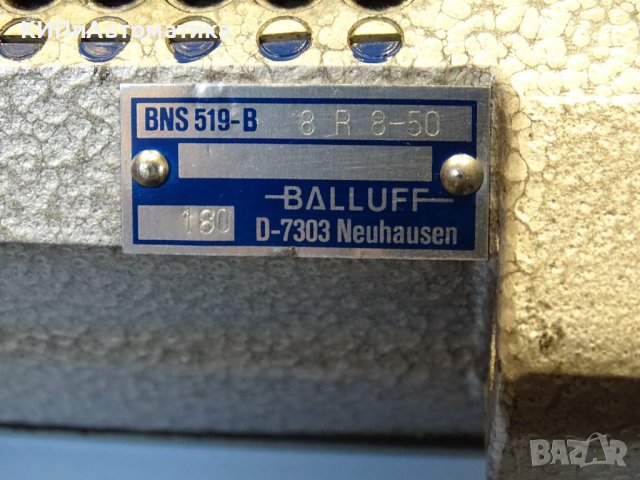 КИПиАвтоматика
BNS 519-B 8 R 8-50
BALLUFF
180
D-7303 Neuhausen
BAZAR